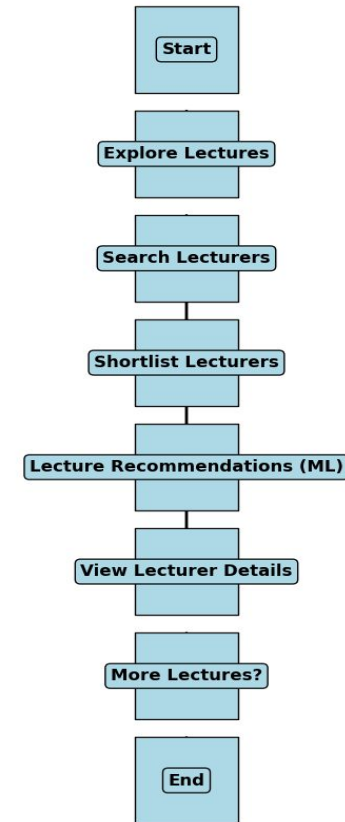 Start
Explore Lectures
Search Lecturers
Shortlist Lecturers
Lecture Recommendations (ML)
View Lecturer Details
More Lectures?
End